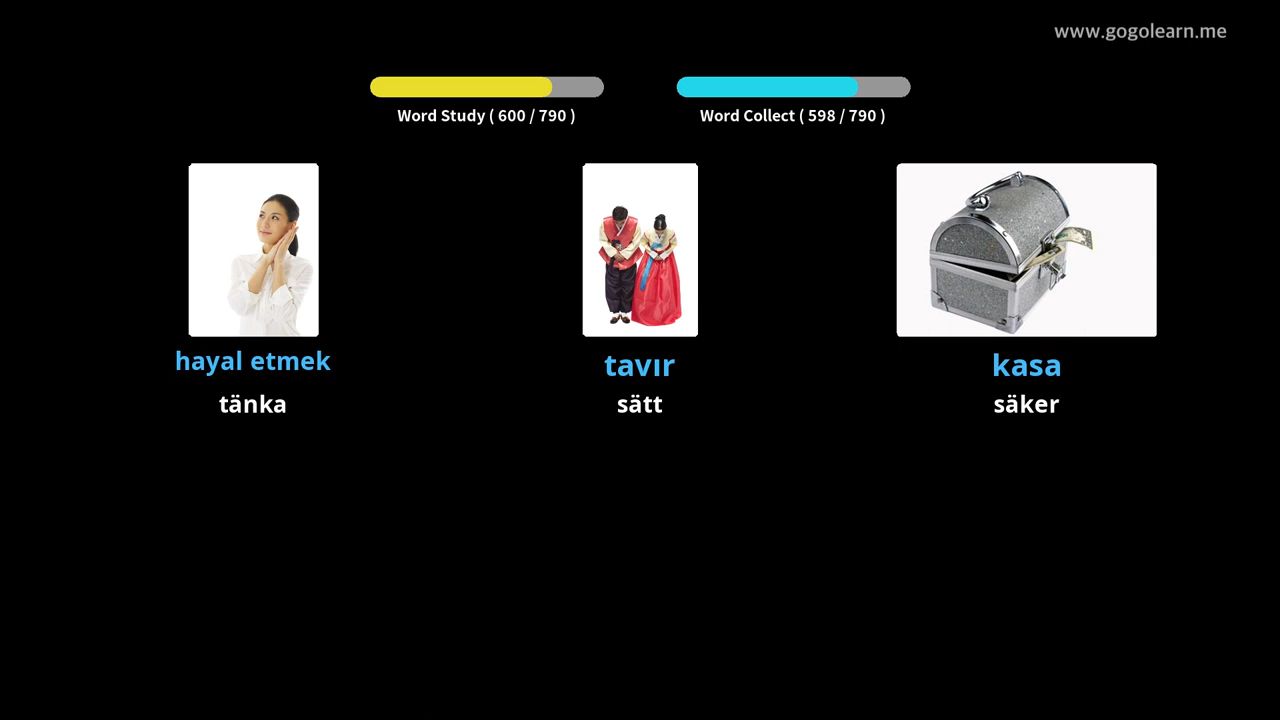 www.gogolearn.me
Word Study ( 600 / 790 )
Word Collect ( 598 / 790 )
hayal etmek
tänka
tavır
sätt
kasa
säker